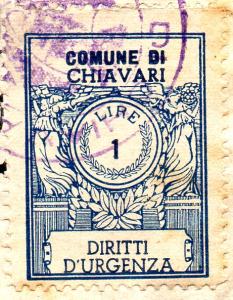 COMUNE DI
CHIAVARI
LIRE
1
DIRITTI
D'URGENZA